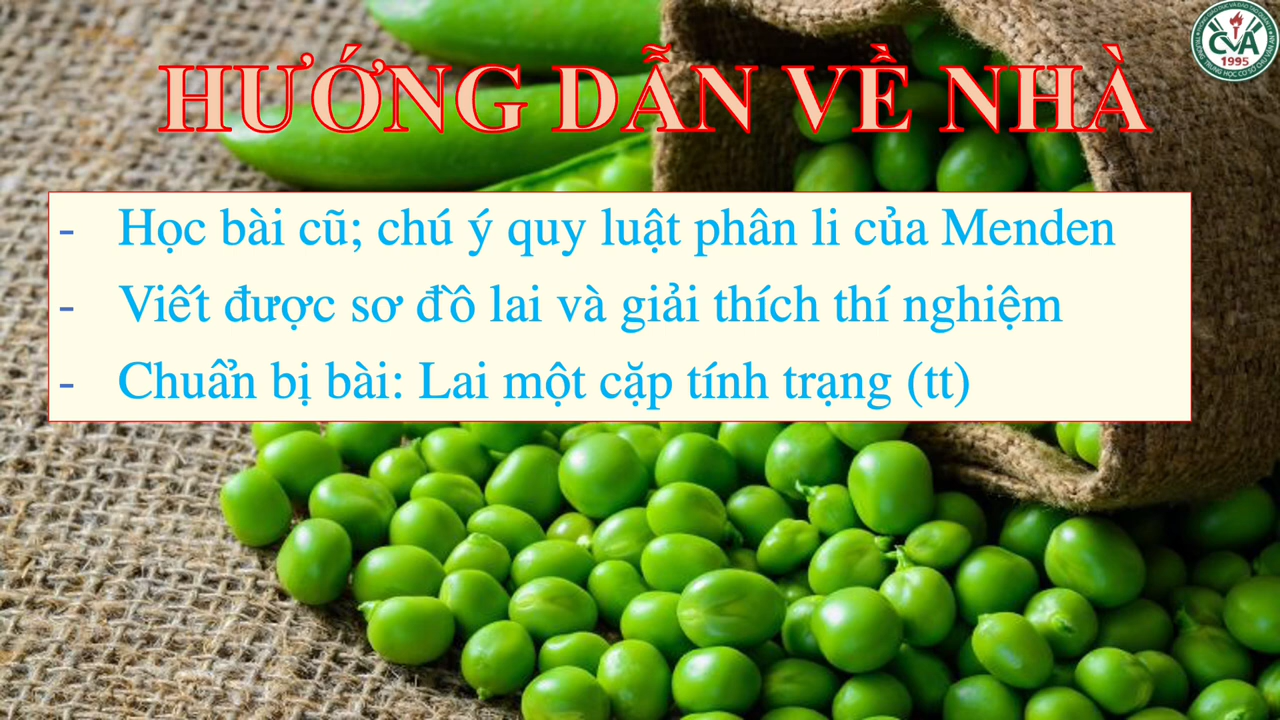 HƯỚNG DẪN VỀ NHÀ
CVA
1995
- Học bài cũ; chú ý quy luật phân li của Menden
- Viết được sơ đồ lai và giải thích thí nghiệm
- Chuẩn bị bài: Lai một cặp tính trạng (tt)